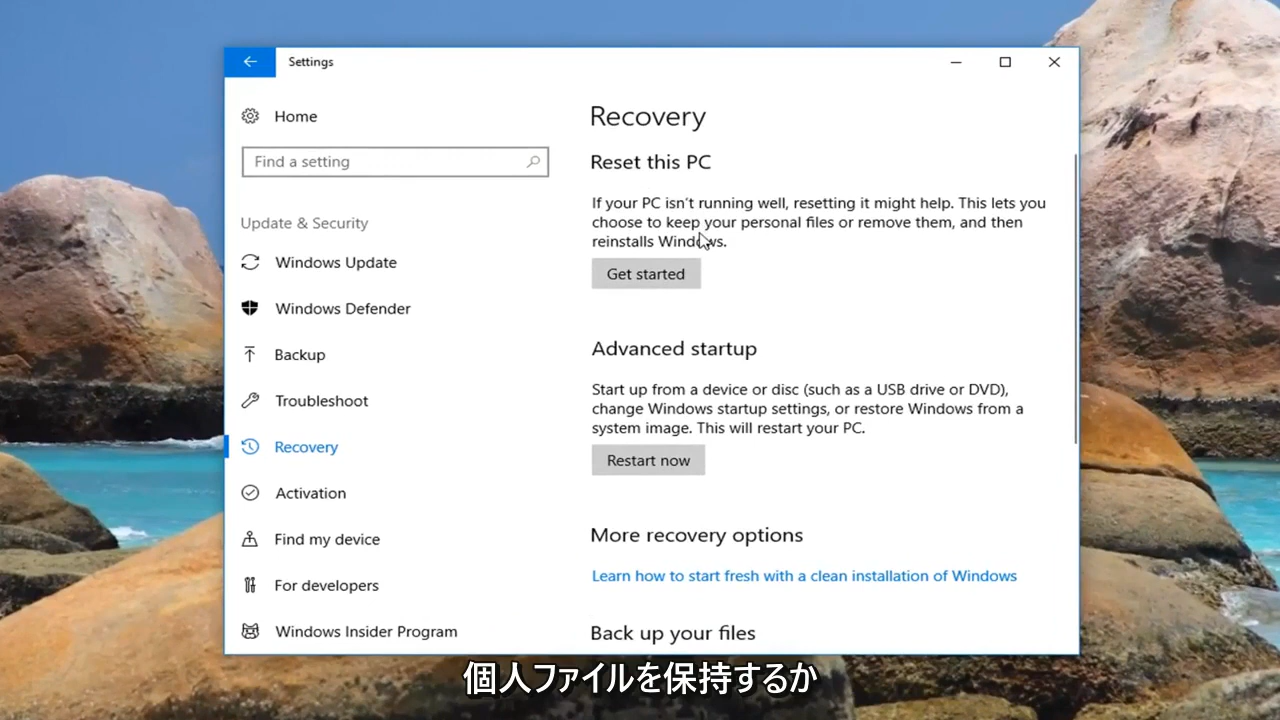 Settings
Home
Find a setting
Update & Security
Windows Update
Windows Defender
Backup
Troubleshoot
Recovery
Activation
Find my device
For developers
Windows Insider Program
Recovery
Reset this PC
If your PC isn't running well, resetting it might help. This lets you
choose to keep your personal files or remove them, and then
reinstalls Windows.
Get started
Advanced startup
Start up from a device or disc (such as a USB drive or DVD),
change Windows startup settings, or restore Windows from a
system image. This will restart your PC.
Restart now
More recovery options
Learn how to start fresh with a clean installation of Windows
Back up your files
個人ファイルを保持するか